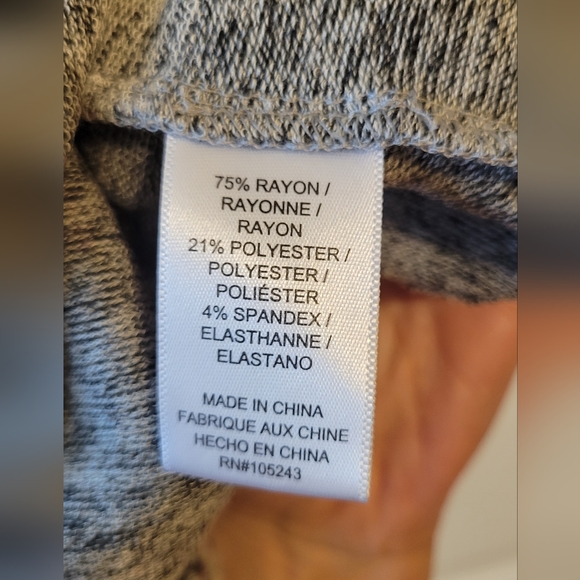 75% RAYON /
RAYONNE /
RAYON
21% POLYESTER /
POLYESTER /
POLIÉSTER
4% SPANDEX /
ELASTHANNE /
ELASTANO
MADE IN CHINA
FABRIQUE AUX CHINE
HECHO EN CHINA
RN#105243